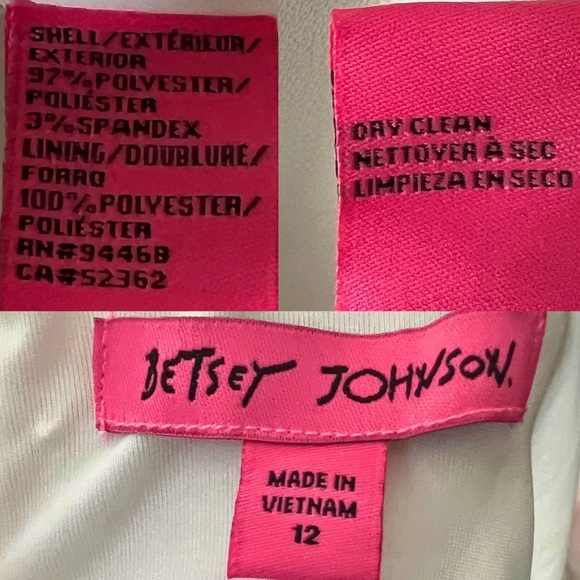 SHELL/EXTÉRIEUR/
EXTERIOR
97%POLYESTER/
POLIÉSTER
3%SPANDEX
LINING/DOUBLURE/
FORRO
100%POLYESTER/
POLIÉSTER
RN#94468
CA#52362
DRY CLEAN
NETTOYER À SEC
LIMPIEZA EN SECO
BETSEY JOHNSON.
MADE IN
VIETNAM
12